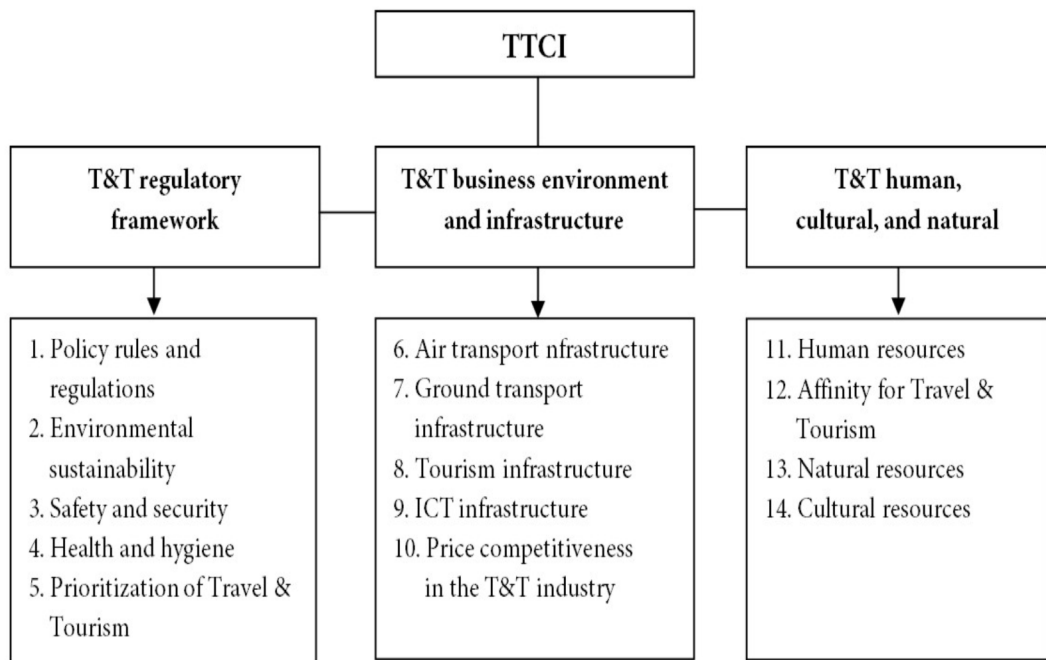 TTCI
T&T regulatory
framework
T&T business environment
and infrastructure
T&T human,
cultural, and natural
1. Policy rules and
regulations
2. Environmental
sustainability
3. Safety and security
4. Health and hygiene
5. Prioritization of Travel &
Tourism
6. Air transport nfrastructure
7. Ground transport
infrastructure
8. Tourism infrastructure
9. ICT infrastructure
10. Price competitiveness
in the T&T industry
11. Human resources
12. Affinity for Travel &
Tourism
13. Natural resources
14. Cultural resources